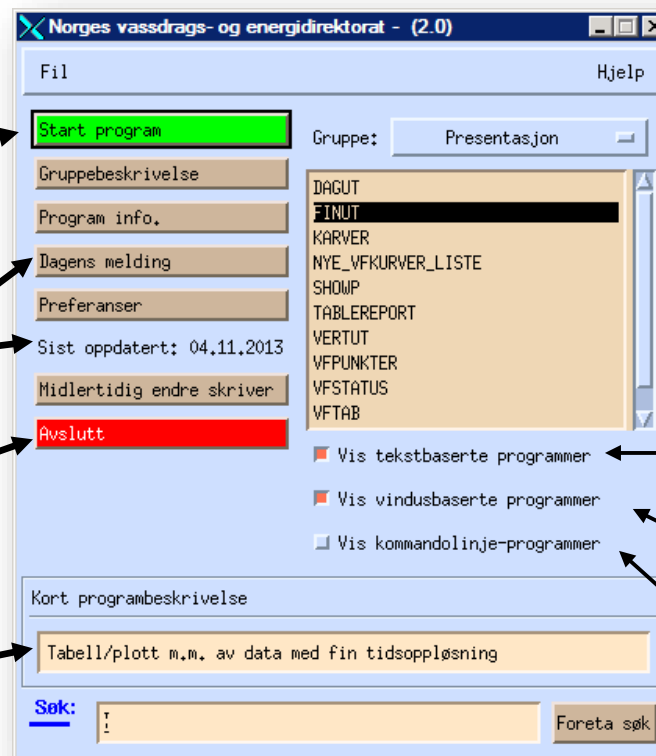 Norges vassdrags- og energidirektorat - (2.0)
Fil
Hjelp
Start program
Gruppebeskrivelse
Program info.
Dagens melding
Preferanser
Sist oppdatert: 04.11.2013
Midlertidig endre skriver
Avslutt
Gruppe: Presentasjon
DAGUT
FINUT
KARVER
NYE_VFKURVER_LISTE
SHOWP
TABLEREPORT
VERTUT
VFPUNKTER
VFSTATUS
VFTAB
Vis tekstbaserte programmer
Vis vindusbaserte programmer
Vis kommandolinje-programmer
Kort programbeskrivelse
Tabell/plott m.m. av data med fin tidsoppløsning
Søk:
Foreta søk